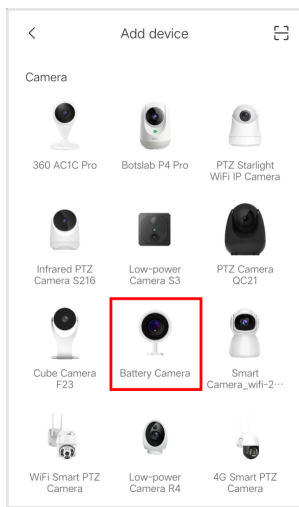 Add device
Camera
360 AC1C Pro
Botslab P4 Pro
PTZ Starlight
WiFi IP Camera
Infrared PTZ
Camera S216
Low-power
Camera S3
PTZ Camera
QC21
Cube Camera
F23
Battery Camera
Smart
Camera_wifi-2···
WiFi Smart PTZ
Camera
Low-power
Camera R4
4G Smart PTZ
Camera